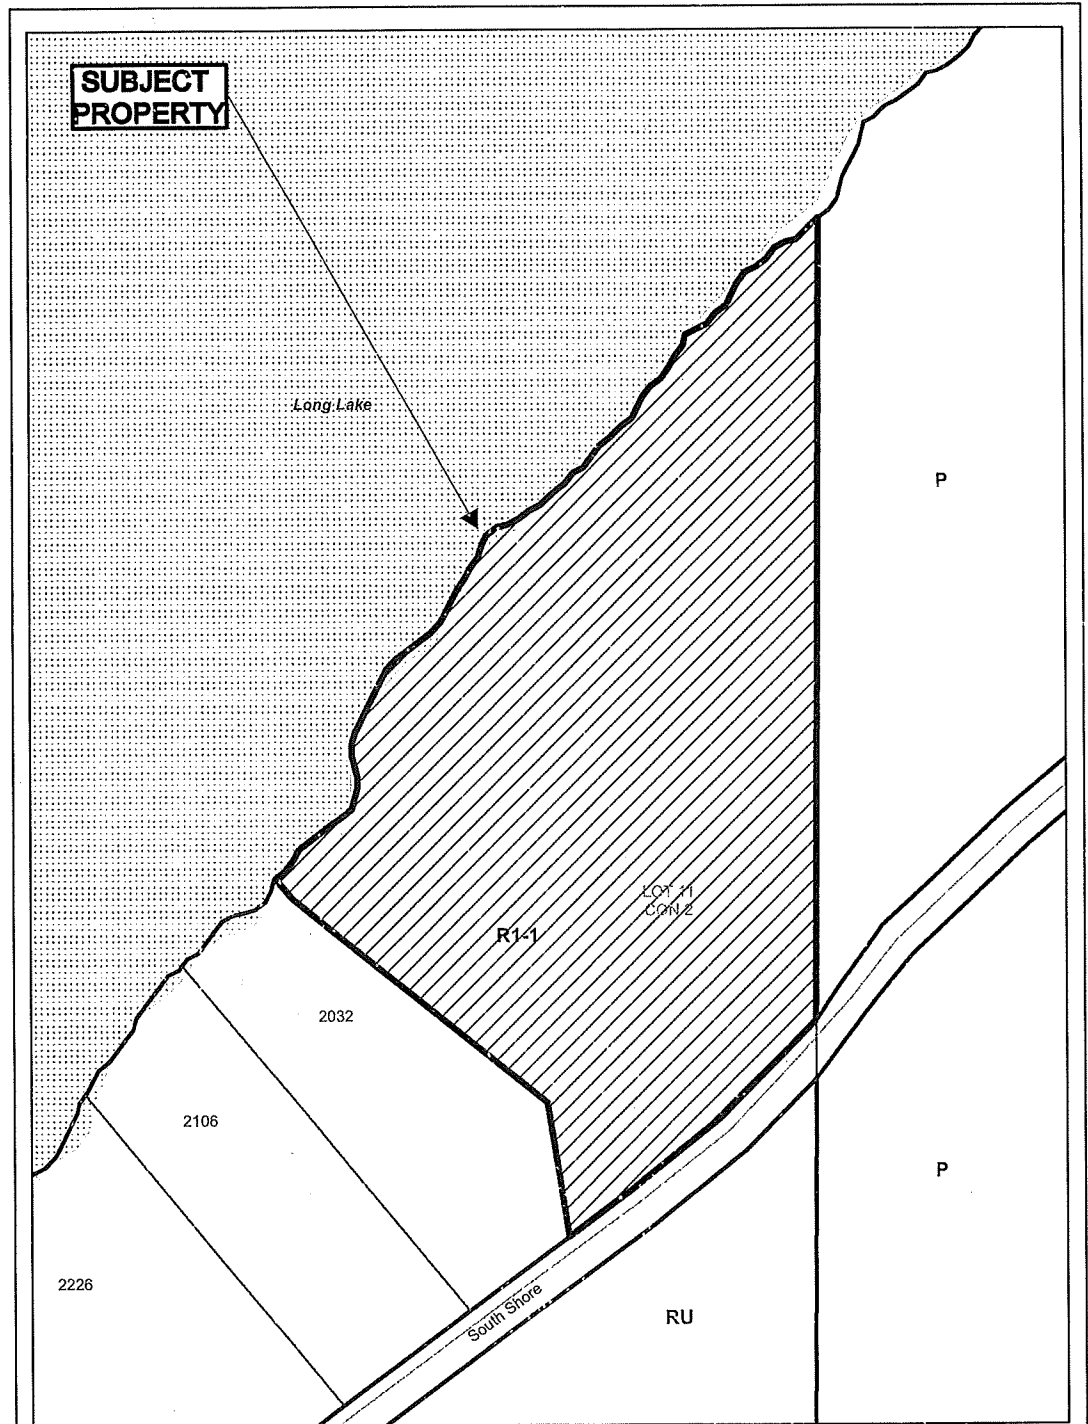 SUBJECT
PROPERTY
Long Lake
P
LOT 11
CON 2
R1-1
2032
2106
P
2226
South Shore
RU